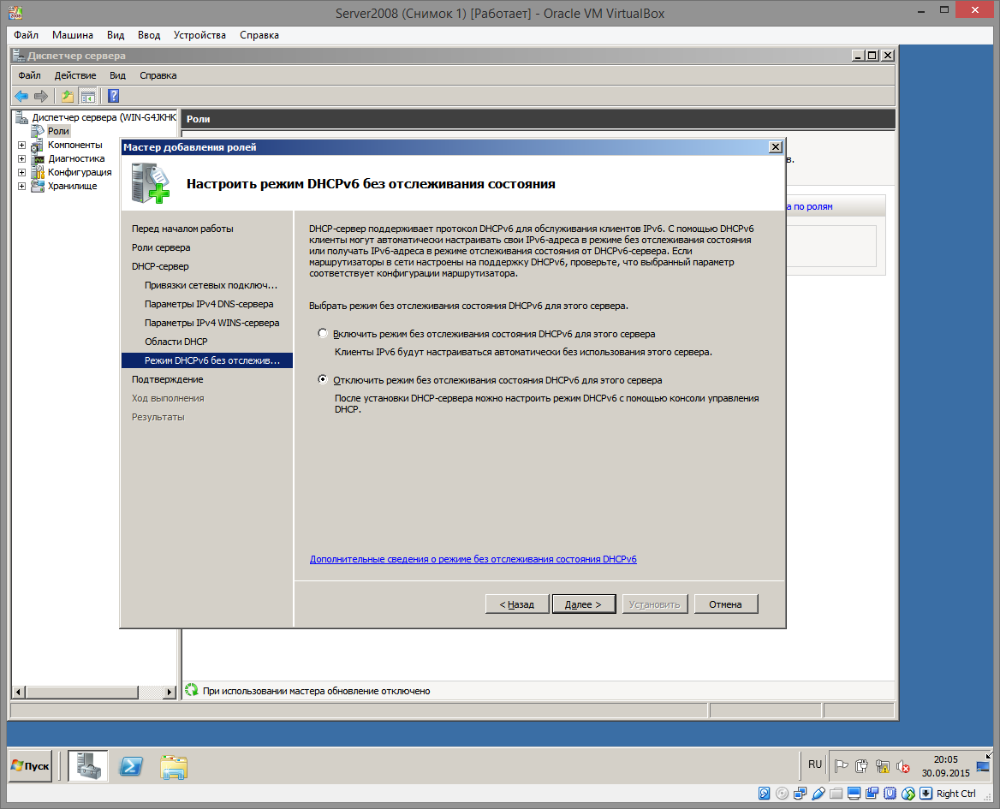 Server2008 (Снимок 1) [Работает] - Oracle VM VirtualBox
Файл Машина Вид Ввод Устройства Справка
Диспетчер сервера
Файл Действие Вид Справка
Диспетчер сервера (WIN-G4JKHK
Роли
Компоненты
Диагностика
Конфигурация
Хранилище
Роли
в.
а по ролям
Мастер добавления ролей
Настроить режим DHCPv6 без отслеживания состояния
Перед началом работы
Роли сервера
DHCP-сервер
Привязки сетевых подключ...
Параметры IPv4 DNS-сервера
Параметры IPv4 WINS-сервера
Области DHCP
Режим DHCPv6 без отслежив...
Подтверждение
Ход выполнения
Результаты
DHCP-сервер поддерживает протокол DHCPv6 для обслуживания клиентов IPv6. С помощью DHCPv6
клиенты могут автоматически настраивать свои IPv6-адреса в режиме без отслеживания состояния
или получать IPv6-адреса в режиме отслеживания состояния от DHCPv6-сервера. Если
маршрутизаторы в сети настроены на поддержку DHCPv6, проверьте, что выбранный параметр
соответствует конфигурации маршрутизатора.
Выбрать режим без отслеживания состояния DHCPv6 для этого сервера.
Включить режим без отслеживания состояния DHCPv6 для этого сервера
Клиенты IPv6 будут настраиваться автоматически без использования этого сервера.
Отключить режим без отслеживания состояния DHCPv6 для этого сервера
После установки DHCP-сервера можно настроить режим DHCPv6 с помощью консоли управления
DHCP.
Дополнительные сведения о режиме без отслеживания состояния DHCPv6
< Назад Далее > Установить Отмена
При использовании мастера обновление отключено
Пуск
RU
20:05
30.09.2015
Right Ctrl